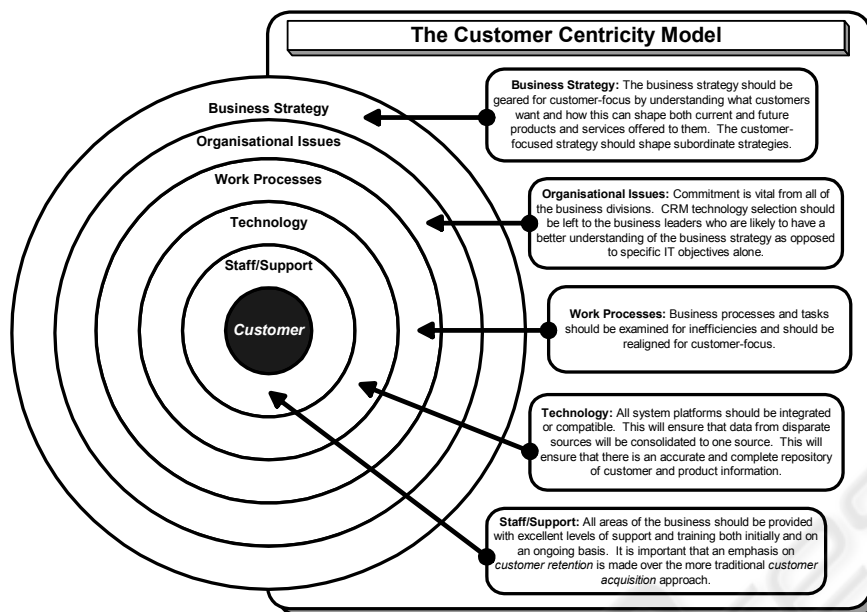 The Customer Centricity Model
Business Strategy
Organisational Issues
Work Processes
Technology
Staff/Support
Customer
Business Strategy: The business strategy should be
geared for customer-focus by understanding what customers
want and how this can shape both current and future
products and services offered to them. The customer-
focused strategy should shape subordinate strategies.
Organisational Issues: Commitment is vital from all of
the business divisions. CRM technology selection should
be left to the business leaders who are likely to have a
better understanding of the business strategy as opposed
to specific IT objectives alone.
Work Processes: Business processes and tasks
should be examined for inefficiencies and should be
realigned for customer-focus.
Technology: All system platforms should be integrated
or compatible. This will ensure that data from disparate
sources will be consolidated to one source. This will
ensure that there is an accurate and complete repository
of customer and product information.
Staff/Support: All areas of the business should be provided
with excellent levels of support and training both initially and on
an ongoing basis. It is important that an emphasis on
customer retention is made over the more traditional customer
acquisition approach.